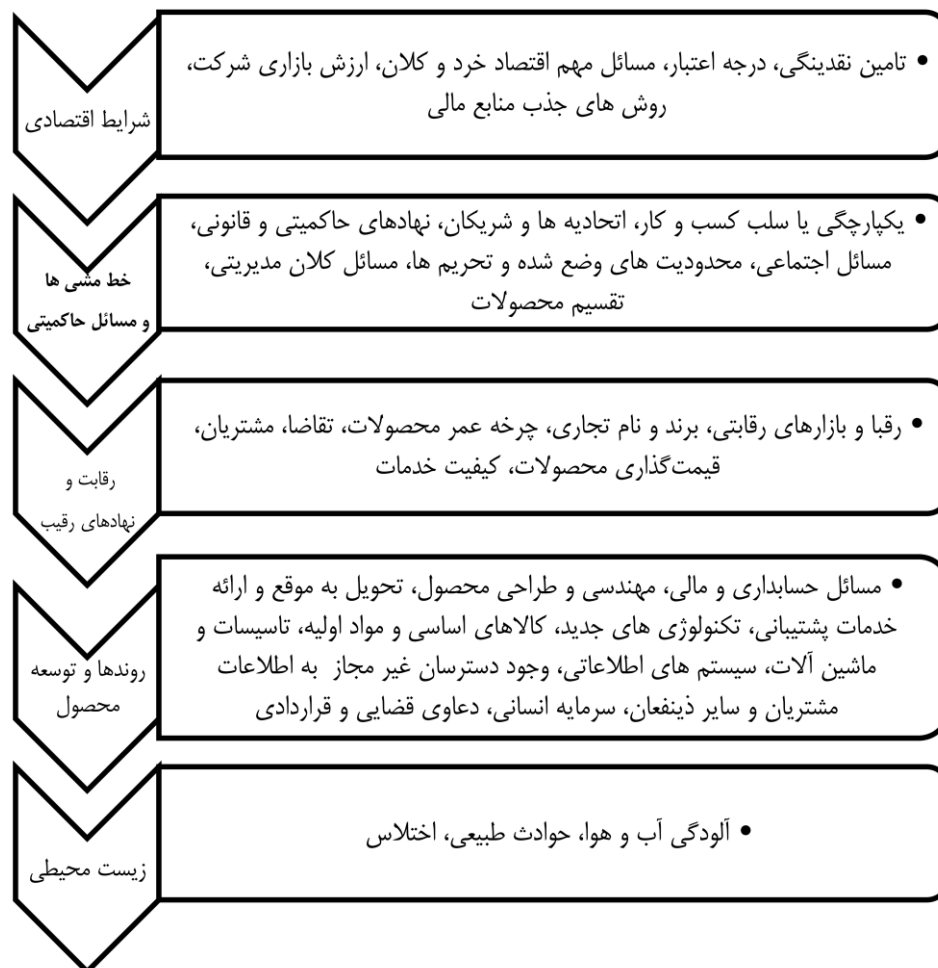 شرایط اقتصادی
• تامین نقدینگی، درجه اعتبار، مسائل مهم اقتصاد خرد و کلان، ارزش بازاری شرکت،
روش های جذب منابع مالی
خط مشی ها
و مسائل حاکمیتی
• یکپارچگی یا سلب کسب و کار، اتحادیه ها و شریکان، نهادهای حاکمیتی و قانونی،
مسائل اجتماعی، محدودیت های وضع شده و تحریم ها، مسائل کلان مدیریتی،
تقسیم محصولات
رقابت و
نهادهای رقیب
• رقبا و بازارهای رقابتی، برند و نام تجاری، چرخه عمر محصولات، تقاضا، مشتریان،
قیمت‌گذاری محصولات، کیفیت خدمات
روندها و توسعه
محصول
• مسائل حسابداری و مالی، مهندسی و طراحی محصول، تحویل به موقع و ارائه
خدمات پشتیبانی، تکنولوژی های جدید، کالاهای اساسی و مواد اولیه، تاسیسات و
ماشین آلات، سیستم های اطلاعاتی، وجود دسترسان غیر مجاز به اطلاعات
مشتریان و سایر ذینفعان، سرمایه انسانی، دعاوی قضایی و قراردادی
زیست محیطی
• آلودگی آب و هوا، حوادث طبیعی، اختلاس